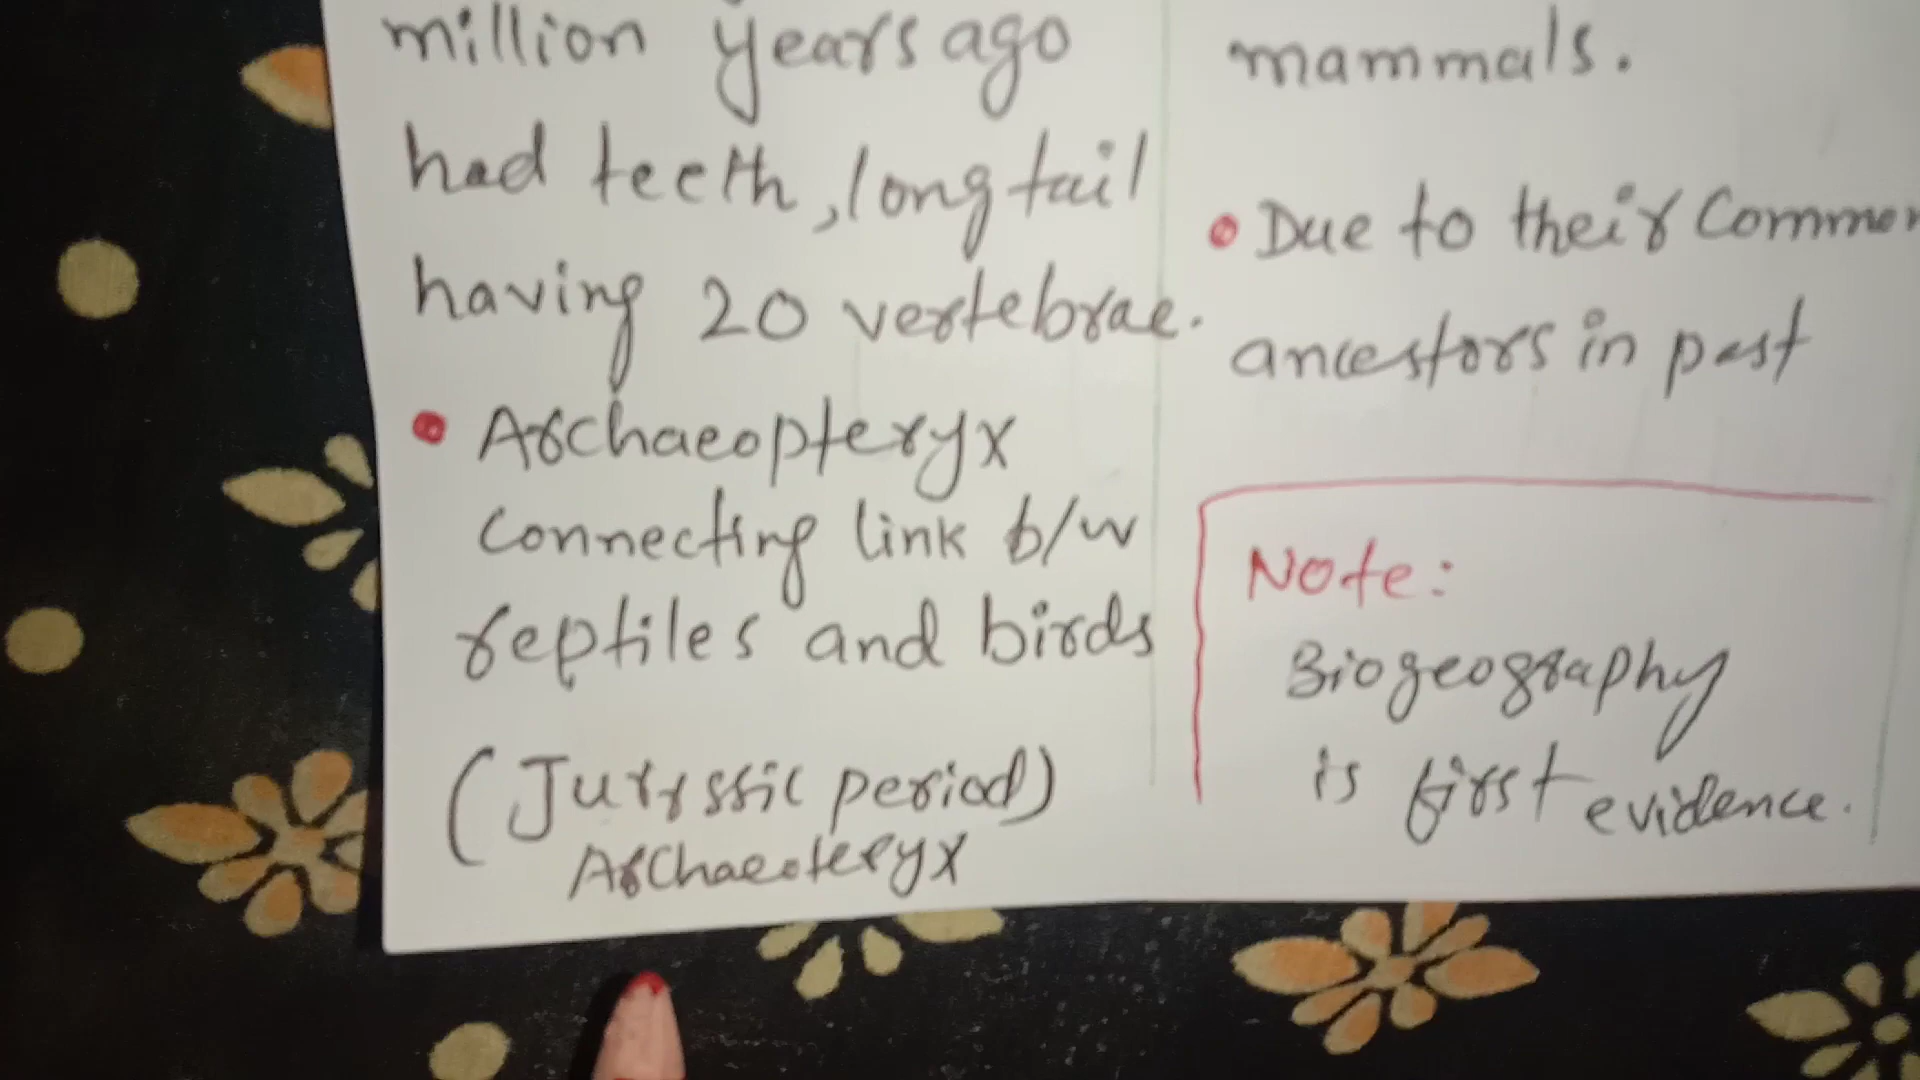 million years ago
had teeth, long tail
having 20 vertebrae.
• Archaeopteryx
connecting link b/w
reptiles and birds
(Jurassic period)
Archaeoteryx
mammals.
• Due to their Common
ancestors in past
Note:
Biogeography
is first evidence.